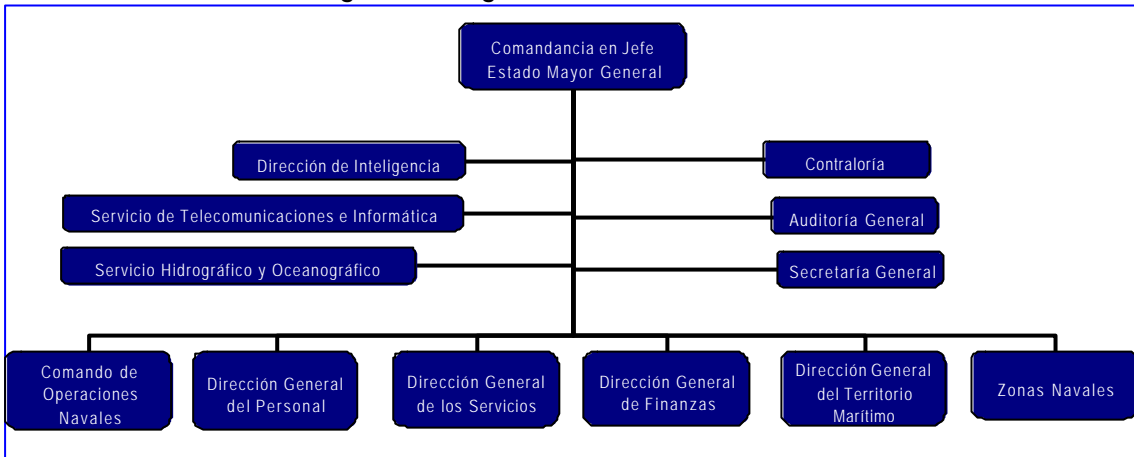 Comandancia en Jefe
Estado Mayor General
Dirección de Inteligencia
Contraloría
Servicio de Telecomunicaciones e Informática
Auditoría General
Servicio Hidrográfico y Oceanográfico
Secretaría General
Comando de
Operaciones
Navales
Dirección General
del Personal
Dirección General
de los Servicios
Dirección General
de Finanzas
Dirección General
del Territorio
Marítimo
Zonas Navales